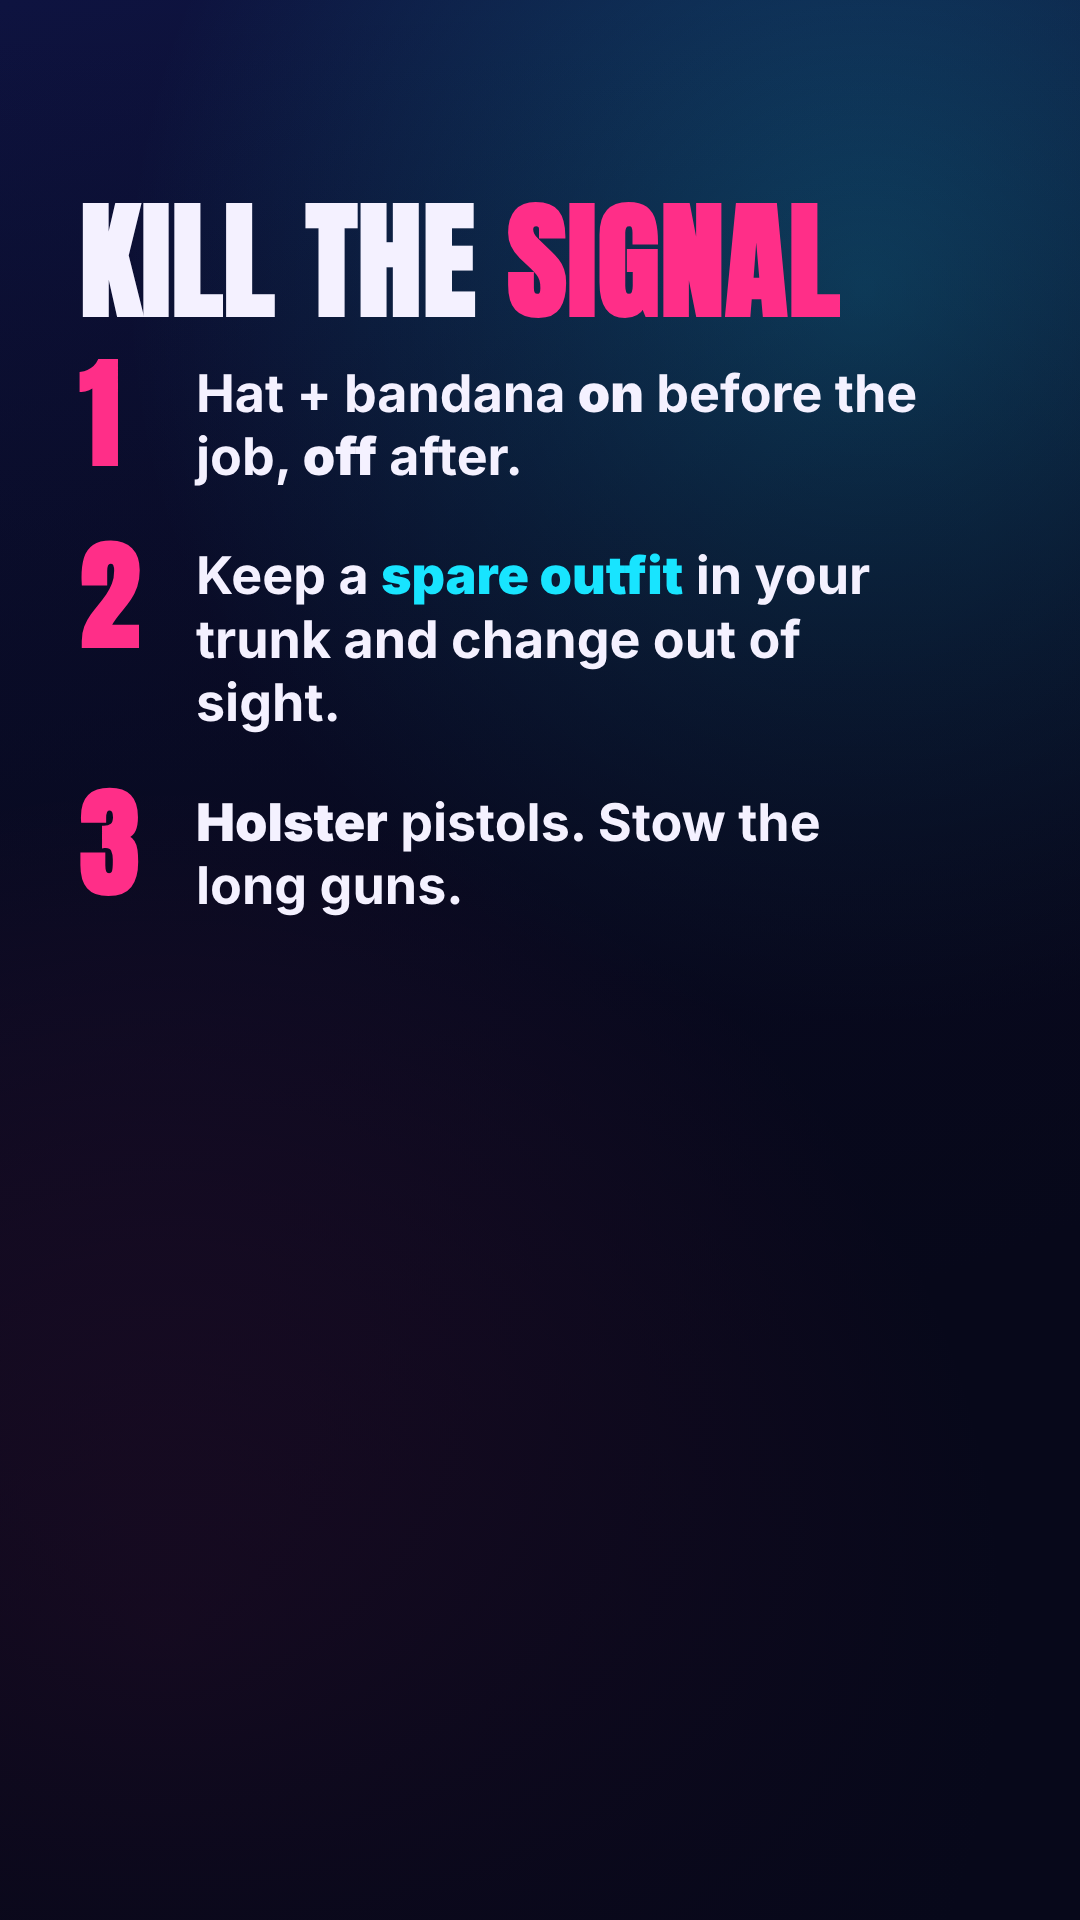 KILL THE SIGNAL
1 Hat + bandana on before the
job, off after.
2 Keep a spare outfit in your
trunk and change out of
sight.
3 Holster pistols. Stow the
long guns.